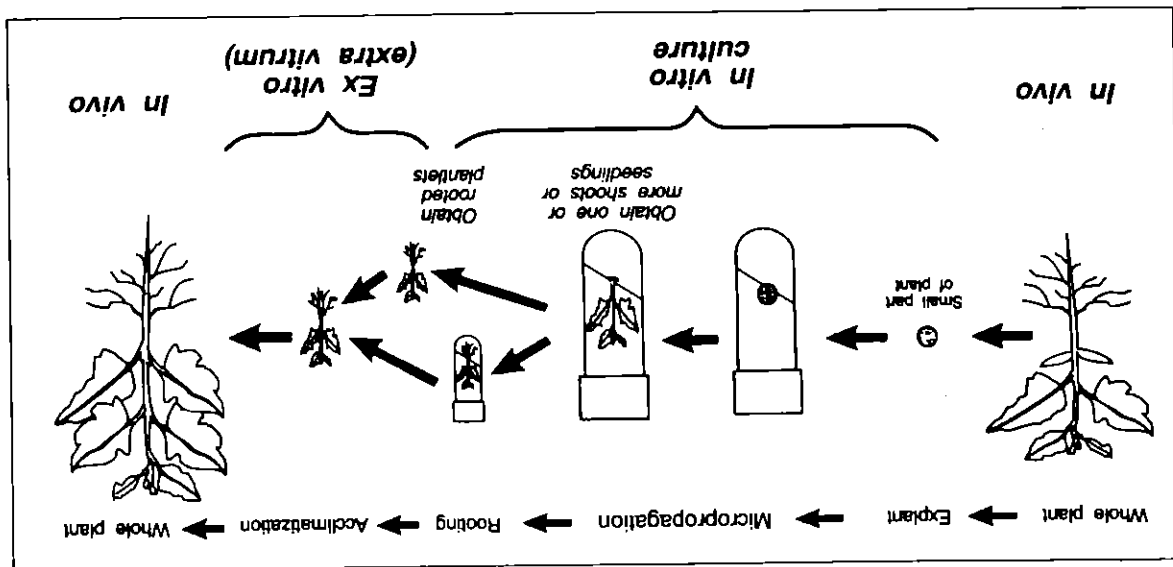 Whole plant
Explant
Micropropagation
Rooting
Acclimatization
Whole plant
Small part
of plant
Obtain one or
more shoots or
seedlings
Obtain
rooted
plantlets
In vivo
In vitro
culture
Ex vitro
(extra vitrum)
In vivo